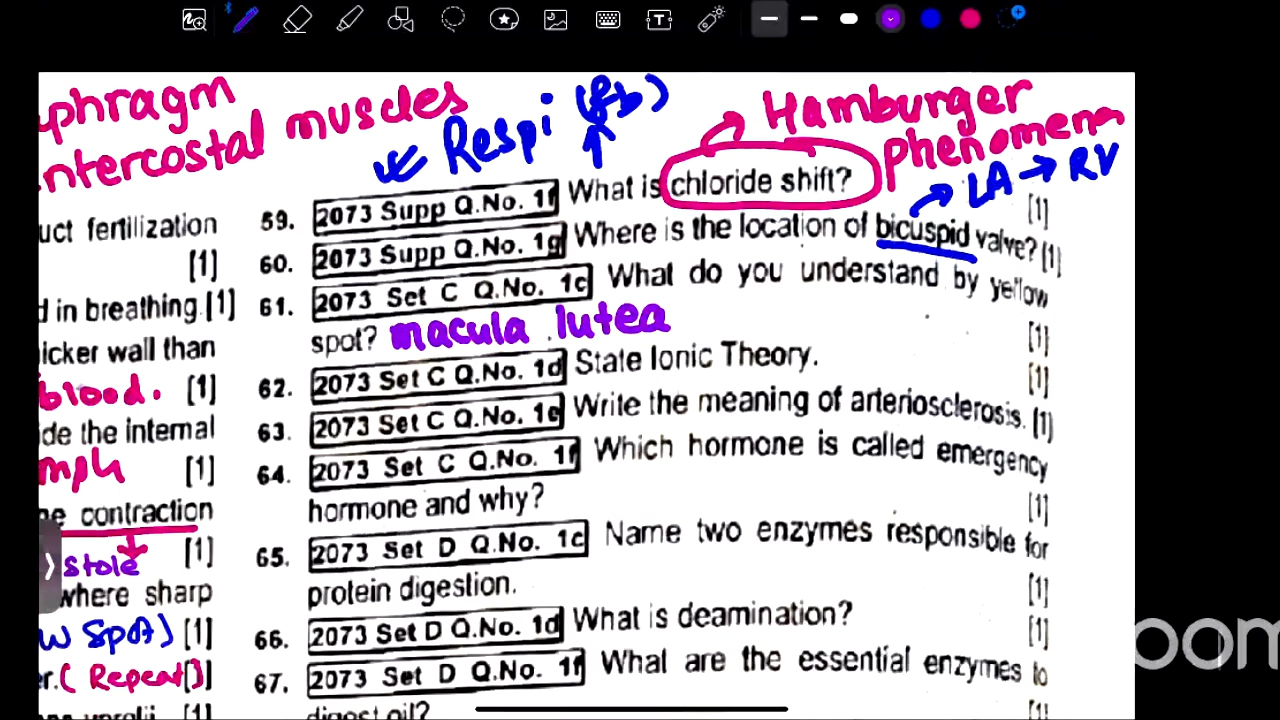 phragm
ntercostal muscles
Respi (fb)
Hamburger
phenomena
LA → RV
uct fertilization
[1]
d in breathing. [1]
icker wall than
blood. [1]
ide the internal
mph [1]
e contraction
[1]
stole
where sharp
w Spot) [1]
er. (Repeat) ]
[1]
59. 2073 Supp Q.No. 1f What is chloride shift? [1]
60. 2073 Supp Q.No. 1g Where is the location of bicuspid valve? [1]
61. 2073 Set C Q.No. 1c What do you understand by yellow
spot? macula lutea [1]
62. 2073 Set C Q.No. 1d State Ionic Theory. [1]
63. 2073 Set C Q.No. 1e Write the meaning of arteriosclerosis. [1]
64. 2073 Set C Q.No. 1f Which hormone is called emergency
hormone and why? [1]
65. 2073 Set D Q.No. 1c Name two enzymes responsible for
protein digestion. [1]
66. 2073 Set D Q.No. 1d What is deamination? [1]
67. 2073 Set D Q.No. 1f What are the essential enzymes to
digest oil? [1]
oom